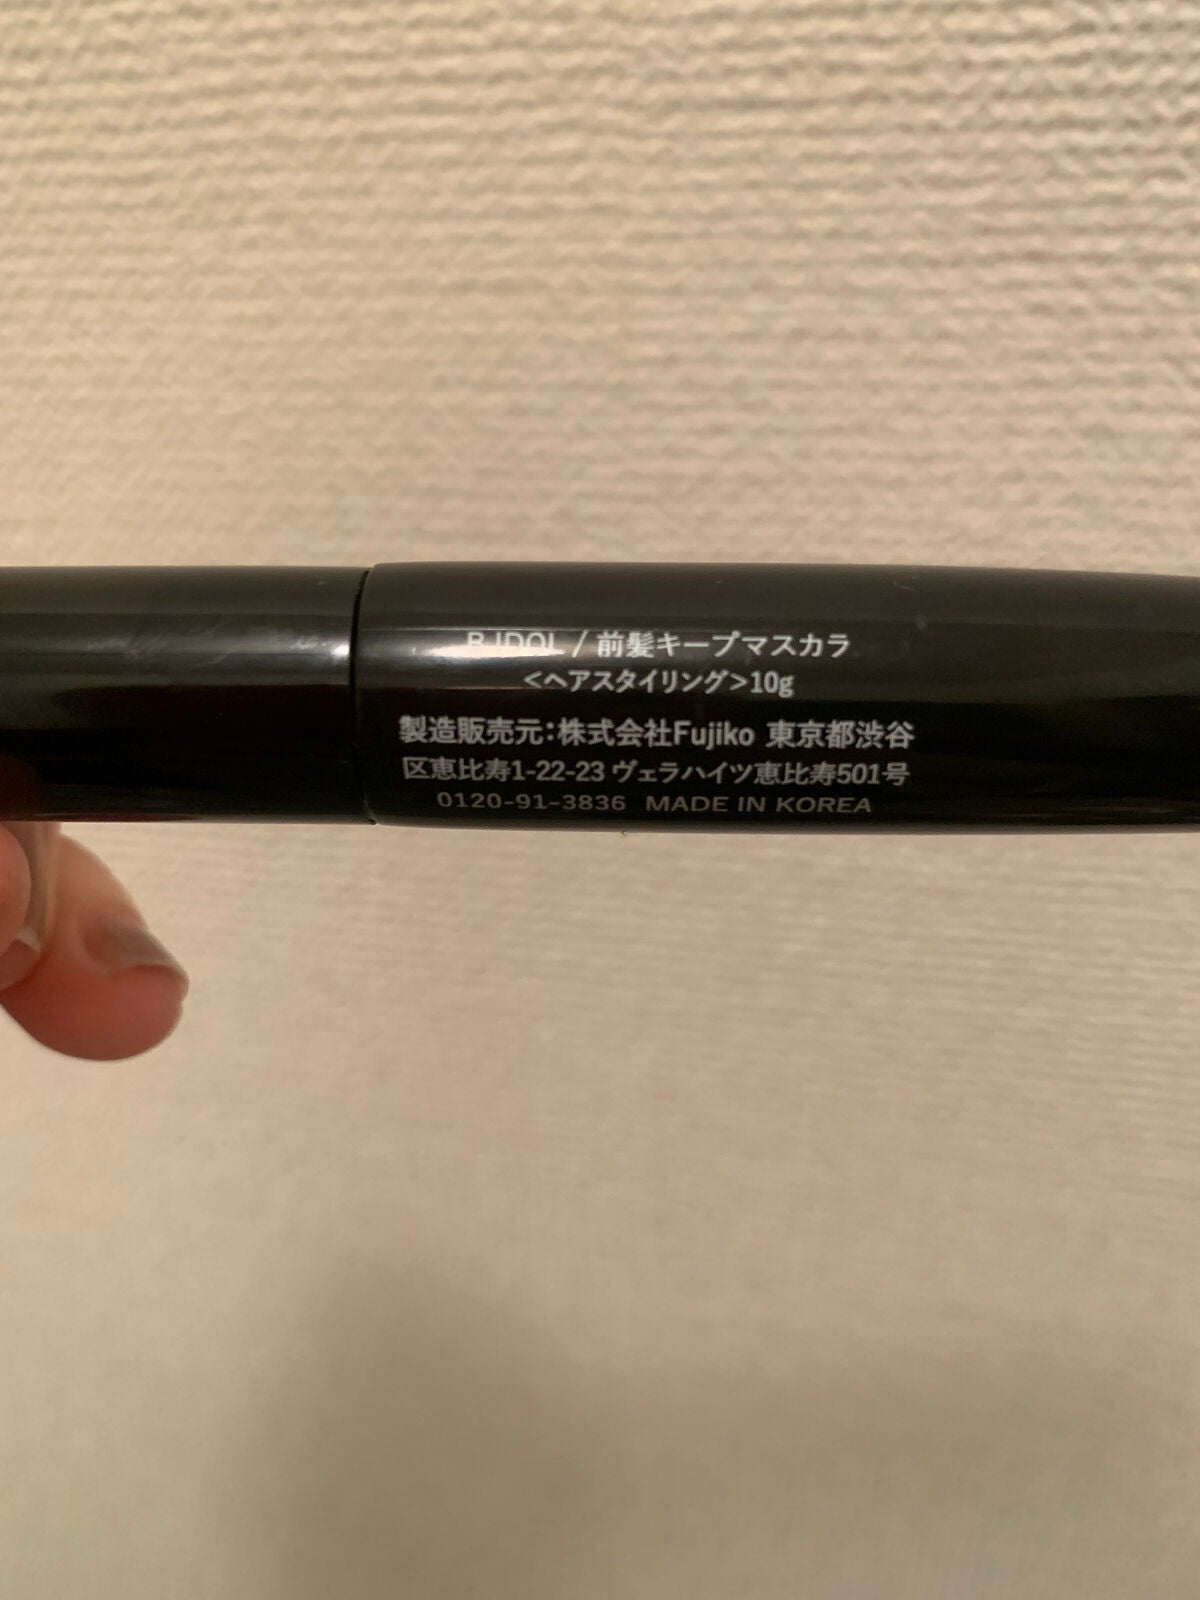 B IDOL / 前髪キープマスカラ
<ヘアスタイリング>10g
製造販売元:株式会社Fujiko 東京都渋谷
区恵比寿1-22-23 ヴェラハイツ恵比寿501号
0120-91-3836 MADE IN KOREA